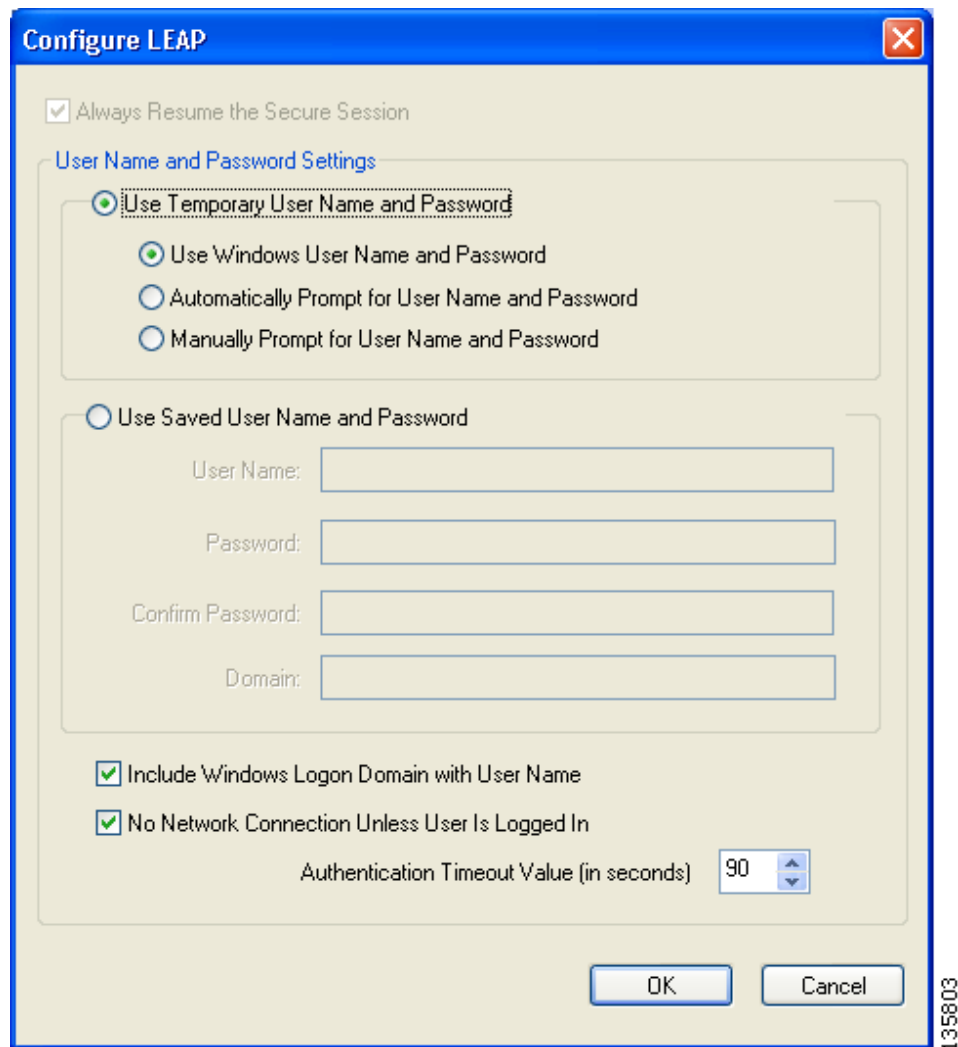 Configure LEAP
Always Resume the Secure Session
User Name and Password Settings
Use Temporary User Name and Password
Use Windows User Name and Password
Automatically Prompt for User Name and Password
Manually Prompt for User Name and Password
Use Saved User Name and Password
User Name:
Password:
Confirm Password:
Domain:
Include Windows Logon Domain with User Name
No Network Connection Unless User Is Logged In
Authentication Timeout Value (in seconds) 90
OK Cancel
135803